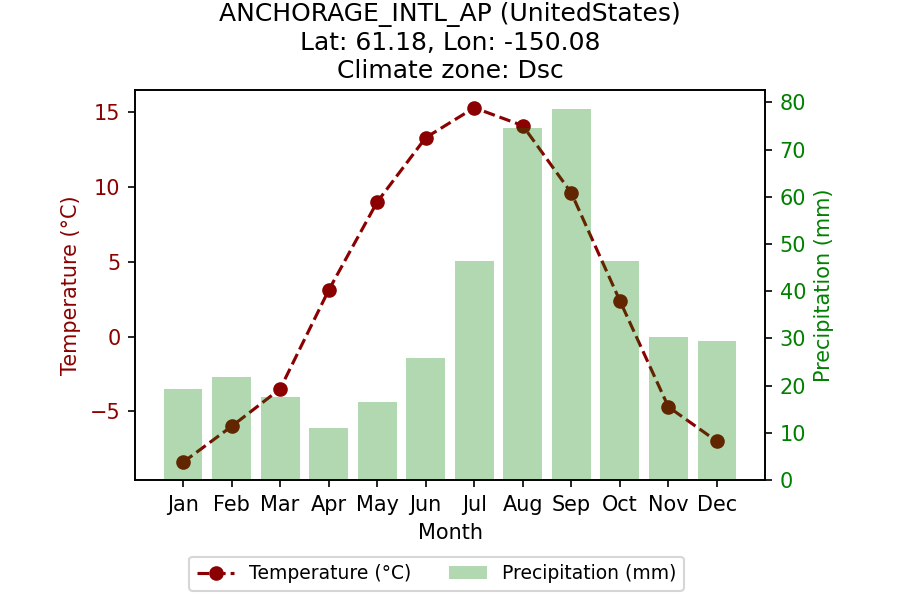 ANCHORAGE_INTL_AP (UnitedStates)
Lat: 61.18, Lon: -150.08
Climate zone: Dsc
15
10
5
0
−5
Temperature (°C)
80
70
60
50
40
30
20
10
0
Precipitation (mm)
Jan Feb Mar Apr May Jun Jul Aug Sep Oct Nov Dec
Month
Temperature (°C) Precipitation (mm)